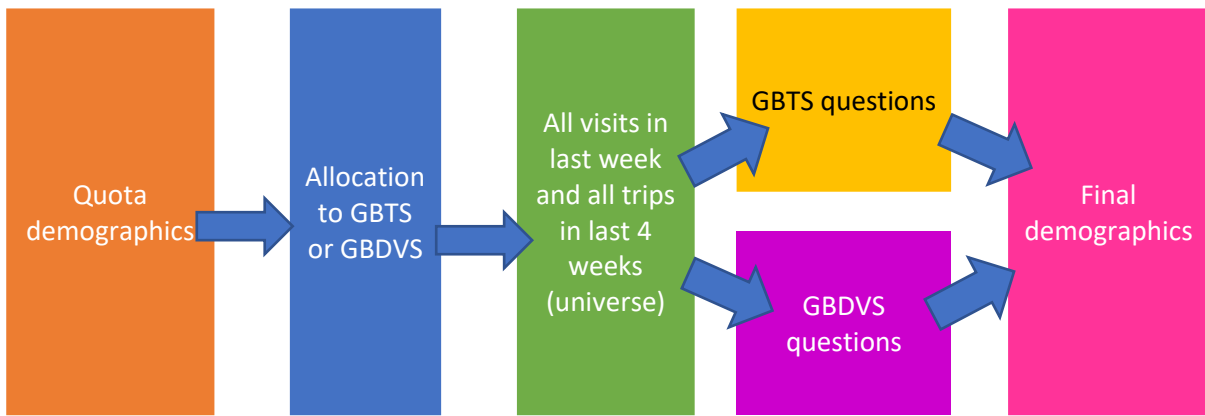 Quota
demographics
Allocation
to GBTS
or GBDVS
All visits in
last week
and all trips
in last 4
weeks
(universe)
GBTS questions
GBDVS
questions
Final
demographics